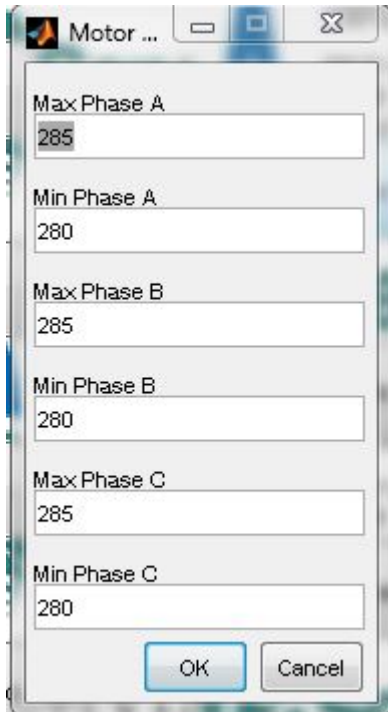 Motor ...
Max Phase A
285
Min Phase A
280
Max Phase B
285
Min Phase B
280
Max Phase C
285
Min Phase C
280
OK Cancel